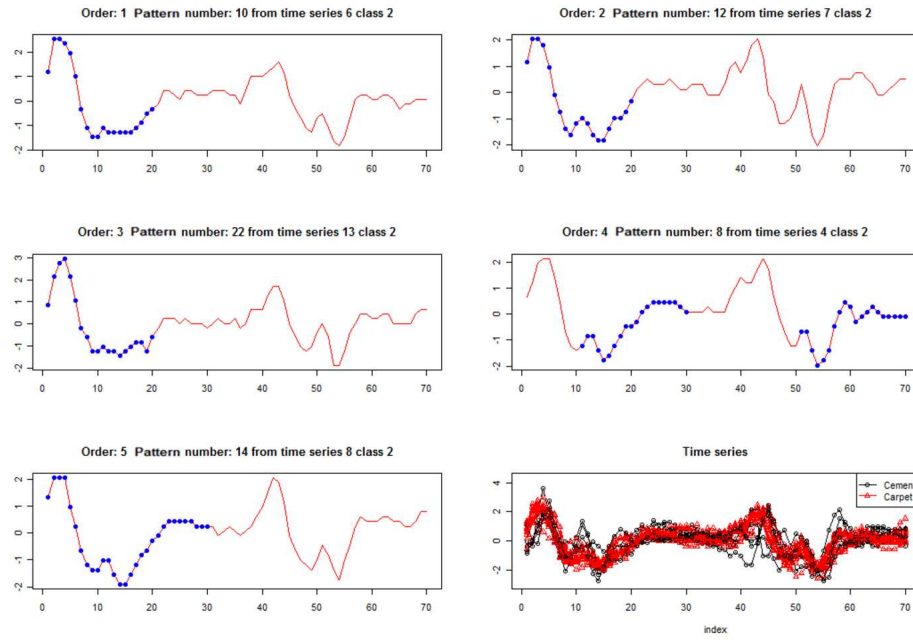 Order: 1 Pattern number: 10 from time series 6 class 2
2
1
0
-1
-2
0 10 20 30 40 50 60 70
Order: 2 Pattern number: 12 from time series 7 class 2
2
1
0
-1
-2
0 10 20 30 40 50 60 70
Order: 3 Pattern number: 22 from time series 13 class 2
3
2
1
0
-1
-2
0 10 20 30 40 50 60 70
Order: 4 Pattern number: 8 from time series 4 class 2
2
1
0
-1
-2
0 10 20 30 40 50 60 70
Order: 5 Pattern number: 14 from time series 8 class 2
2
1
0
-1
-2
0 10 20 30 40 50 60 70
Time series
Cemen
Carpet
4
2
0
-2
0 10 20 30 40 50 60 70
index